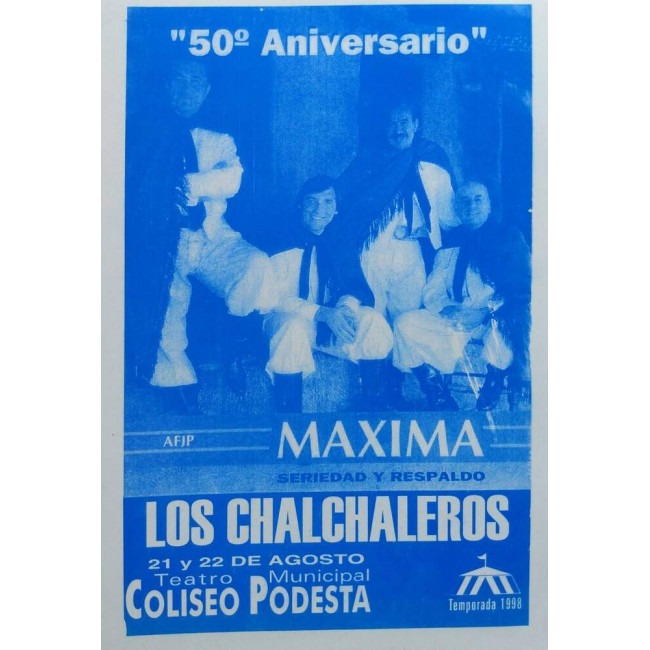 "50º Aniversario"
AFJP
MAXIMA
SERIEDAD Y RESPALDO
LOS CHALCHALEROS
21 y 22 DE AGOSTO
Teatro Municipal
COLISEO PODESTA
Temporada 1998